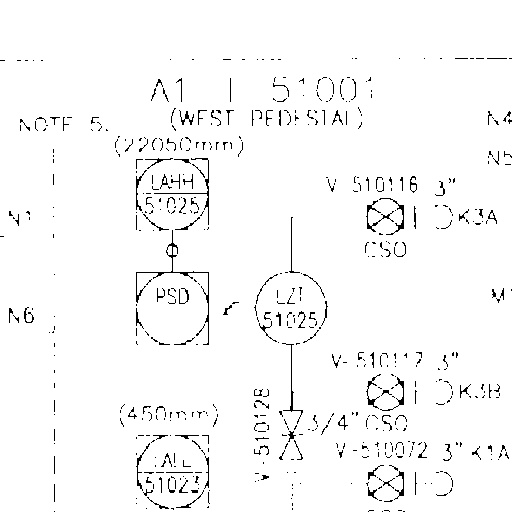 A1 T 51001
(WEST PEDESTAL)
NOTE 5.
N4
(22050mm)
N5
LAHH
51025
V-510116 3"
N1
K3A
CSO
PSD
LZT
51025
N6
V-510117 3"
K3B
(450mm)
V-510128
3/4"
CSO
V-510072 3" K1A
LALL
51023